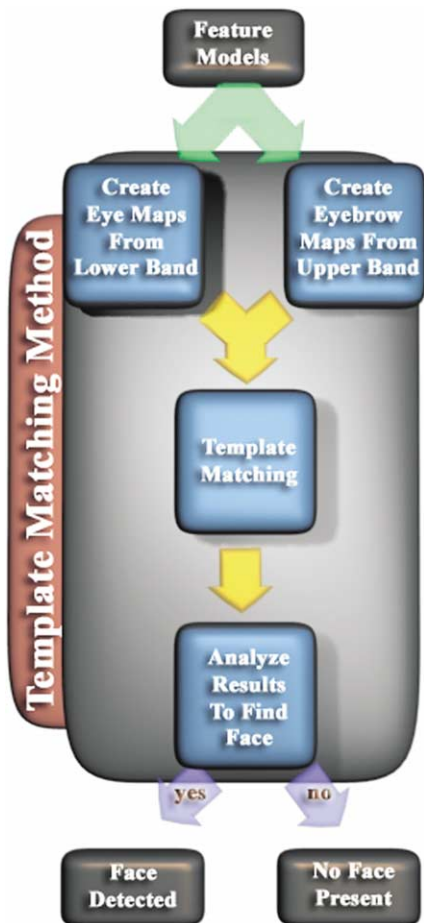 Feature
Models
Create
Eye Maps
From
Lower Band
Create
Eyebrow
Maps From
Upper Band
Template Matching Method
Template
Matching
Analyze
Results
To Find
Face
yes
no
Face
Detected
No Face
Present